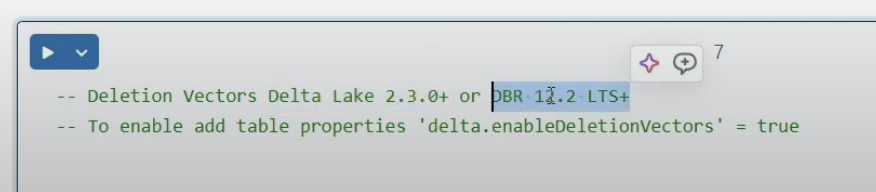 7
-- Deletion Vectors Delta Lake 2.3.0+ or DBR 12.2 LTS+
-- To enable add table properties 'delta.enableDeletionVectors' = true